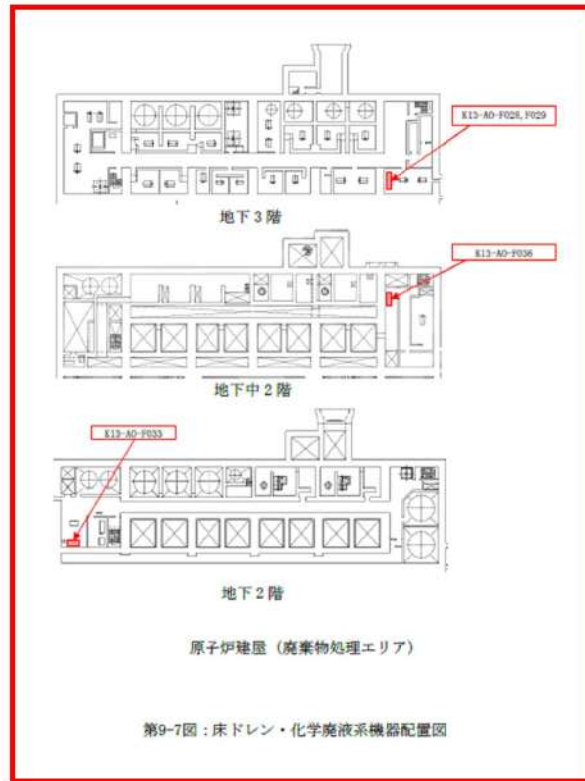 K13-AO-F028,F029
地下3階
K13-AO-F036
地下中2階
K13-AO-F033
地下2階
原子炉建屋（廃棄物処理エリア）
第9-7図：床ドレン・化学廃液系機器配置図